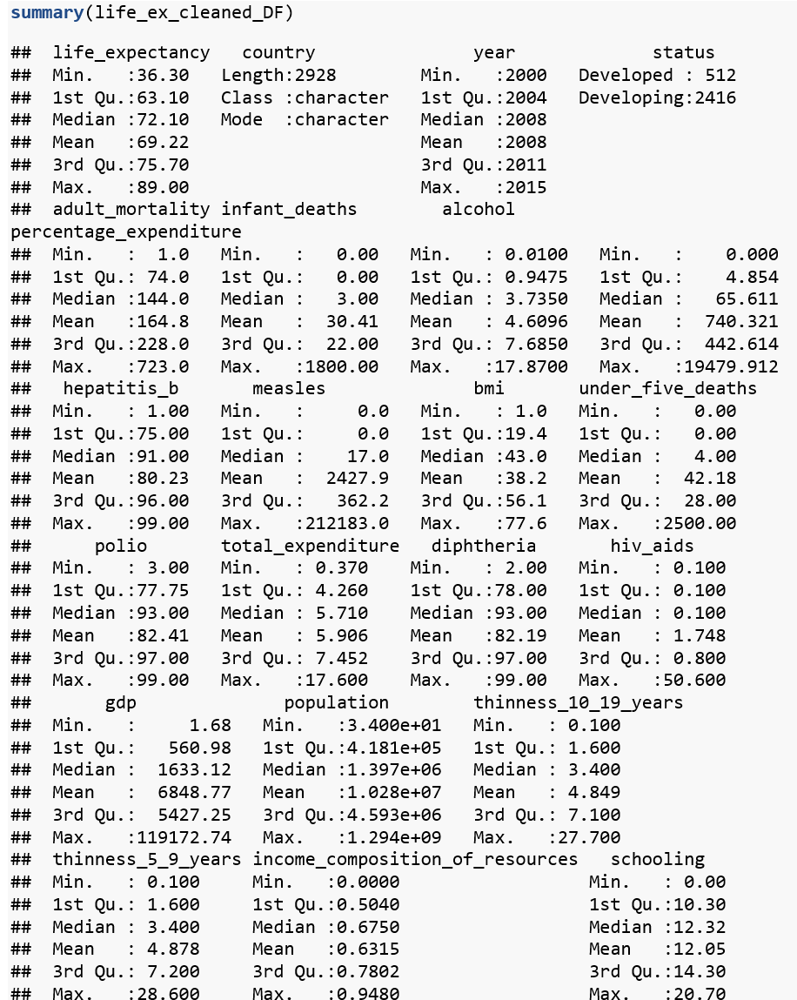 summary(life_ex_cleaned_DF)
##  life_expectancy   country               year             status
##  Min.   :36.30   Length:2928        Min.   :2000   Developed : 512
##  1st Qu.:63.10   Class :character   1st Qu.:2004   Developing:2416
##  Median :72.10   Mode  :character   Median :2008
##  Mean   :69.22                      Mean   :2008
##  3rd Qu.:75.70                      3rd Qu.:2011
##  Max.   :89.00                      Max.   :2015
##  adult_mortality infant_deaths        alcohol
percentage_expenditure
##  Min.   :  1.0   Min.   :   0.00   Min.   : 0.0100   Min.   :    0.000
##  1st Qu.: 74.0   1st Qu.:   0.00   1st Qu.: 0.9475   1st Qu.:    4.854
##  Median :144.0   Median :   3.00   Median : 3.7350   Median :   65.611
##  Mean   :164.8   Mean   :  30.41   Mean   : 4.6096   Mean   :  740.321
##  3rd Qu.:228.0   3rd Qu.:  22.00   3rd Qu.: 7.6850   3rd Qu.:  442.614
##  Max.   :723.0   Max.   :1800.00   Max.   :17.8700   Max.   :19479.912
##   hepatitis_b       measles              bmi       under_five_deaths
##  Min.   : 1.00   Min.   :     0.0   Min.   : 1.0   Min.   :   0.00
##  1st Qu.:75.00   1st Qu.:     0.0   1st Qu.:19.4   1st Qu.:   0.00
##  Median :91.00   Median :    17.0   Median :43.0   Median :   4.00
##  Mean   :80.23   Mean   :  2427.9   Mean   :38.2   Mean   :  42.18
##  3rd Qu.:96.00   3rd Qu.:   362.2   3rd Qu.:56.1   3rd Qu.:  28.00
##  Max.   :99.00   Max.   :212183.0   Max.   :77.6   Max.   :2500.00
##      polio       total_expenditure   diphtheria       hiv_aids
##  Min.   : 3.00   Min.   : 0.370    Min.   : 2.00   Min.   : 0.100
##  1st Qu.:77.75   1st Qu.: 4.260    1st Qu.:78.00   1st Qu.: 0.100
##  Median :93.00   Median : 5.710    Median :93.00   Median : 0.100
##  Mean   :82.41   Mean   : 5.906    Mean   :82.19   Mean   : 1.748
##  3rd Qu.:97.00   3rd Qu.: 7.452    3rd Qu.:97.00   3rd Qu.: 0.800
##  Max.   :99.00   Max.   :17.600    Max.   :99.00   Max.   :50.600
##       gdp              population        thinness_10_19_years
##  Min.   :     1.68   Min.   :3.400e+01   Min.   : 0.100
##  1st Qu.:   560.98   1st Qu.:4.181e+05   1st Qu.: 1.600
##  Median :  1633.12   Median :1.397e+06   Median : 3.400
##  Mean   :  6848.77   Mean   :1.028e+07   Mean   : 4.849
##  3rd Qu.:  5427.25   3rd Qu.:4.593e+06   3rd Qu.: 7.100
##  Max.   :119172.74   Max.   :1.294e+09   Max.   :27.700
##  thinness_5_9_years income_composition_of_resources   schooling
##  Min.   : 0.100     Min.   :0.0000                  Min.   : 0.00
##  1st Qu.: 1.600     1st Qu.:0.5040                  1st Qu.:10.30
##  Median : 3.400     Median :0.6750                  Median :12.32
##  Mean   : 4.878     Mean   :0.6315                  Mean   :12.05
##  3rd Qu.: 7.200     3rd Qu.:0.7802                  3rd Qu.:14.30
##  Max.   :28.600     Max.   :0.9480                  Max.   :20.70